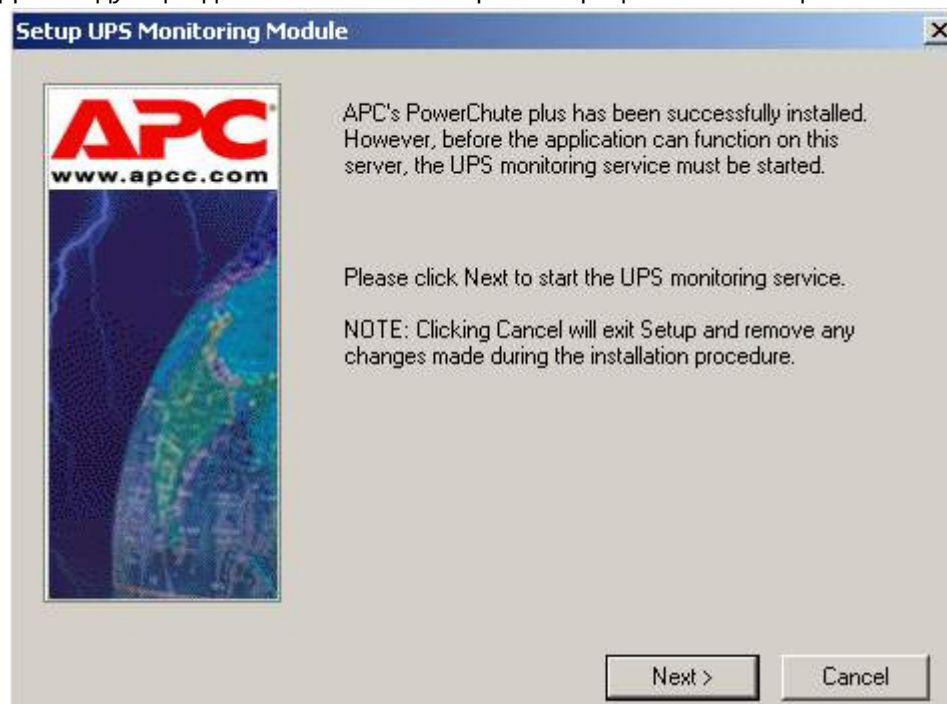 Setup UPS Monitoring Module
APC
www.apcc.com
APC's PowerChute plus has been successfully installed.
However, before the application can function on this
server, the UPS monitoring service must be started.
Please click Next to start the UPS monitoring service.
NOTE: Clicking Cancel will exit Setup and remove any
changes made during the installation procedure.
Next >
Cancel